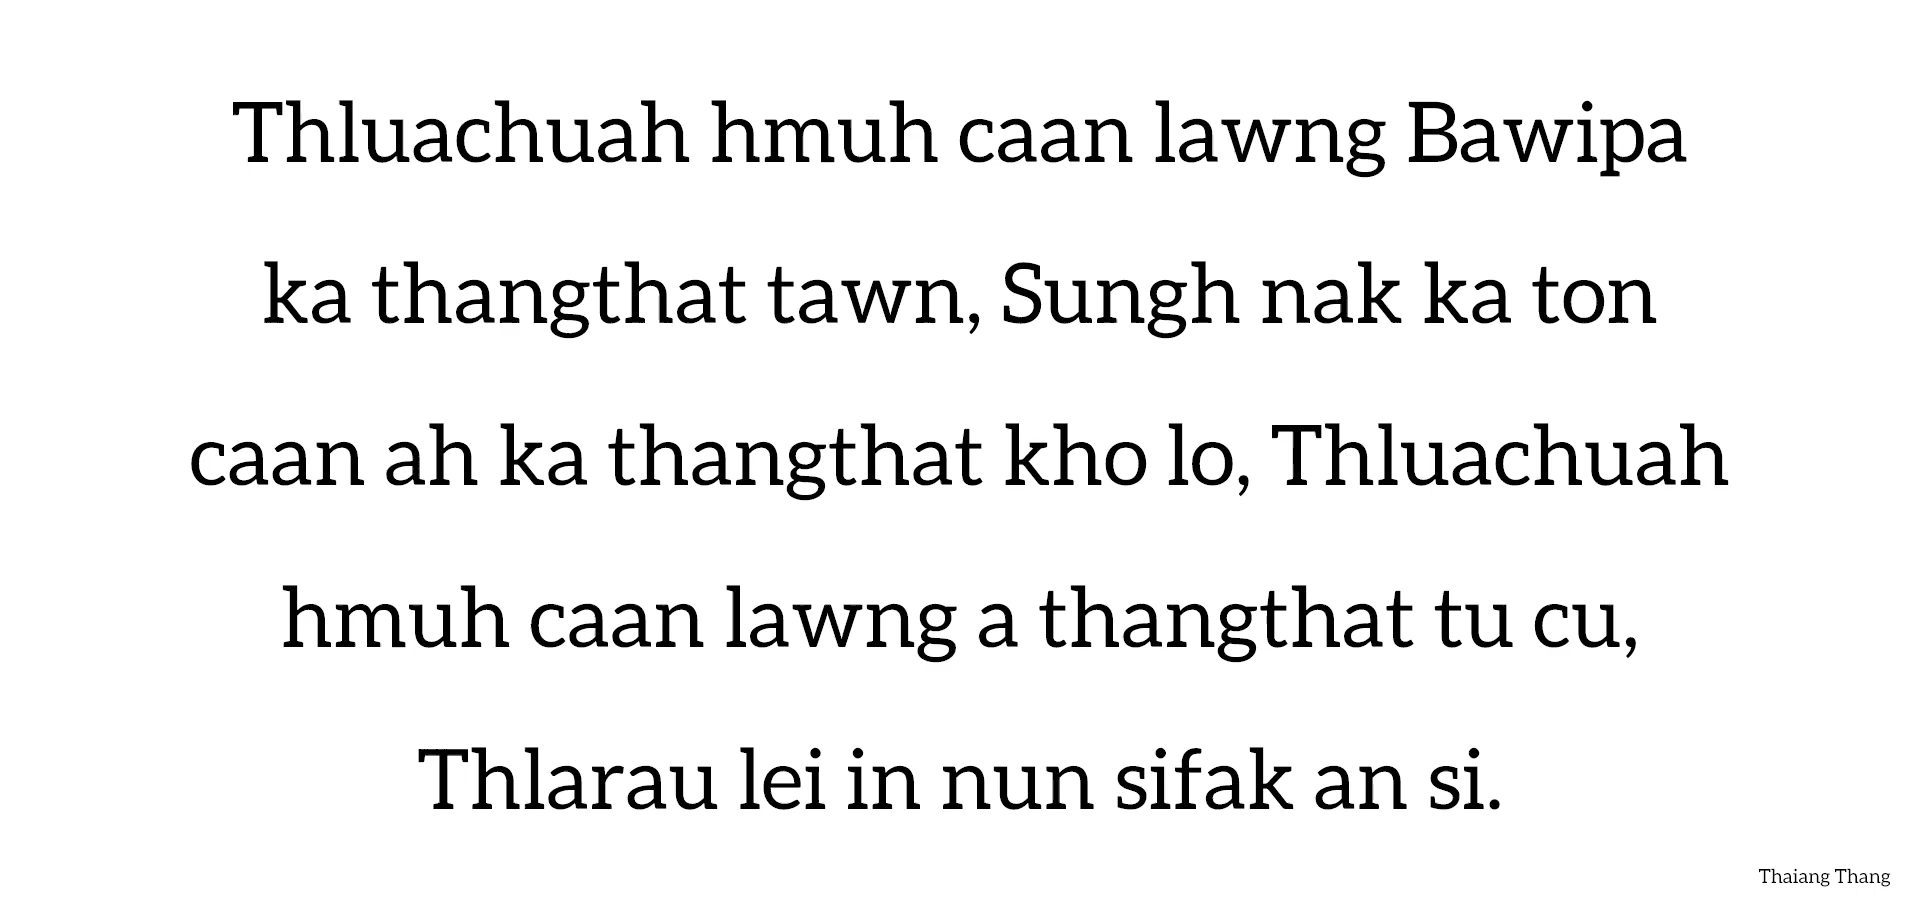 Thluachuah hmuh caan lawng Bawipa
ka thangthat tawn, Sungh nak ka ton
caan ah ka thangthat kho lo, Thluachuah
hmuh caan lawng a thangthat tu cu,
Thlarau lei in nun sifak an si.
Thaiang Thang